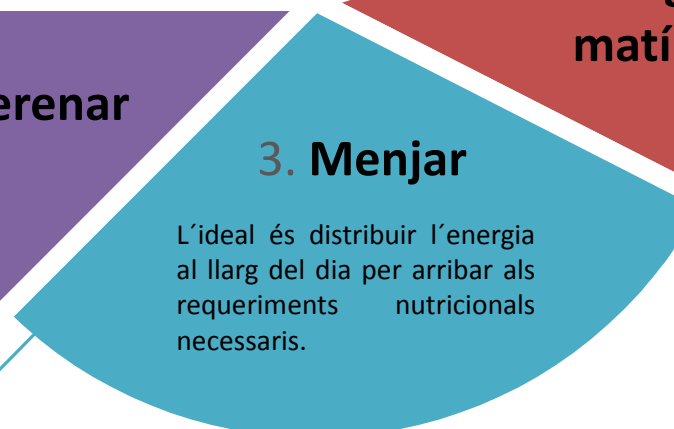 matí
erenar
3. Menjar
L´ideal és distribuir l´energia
al llarg del dia per arribar als
requeriments nutricionals
necessaris.